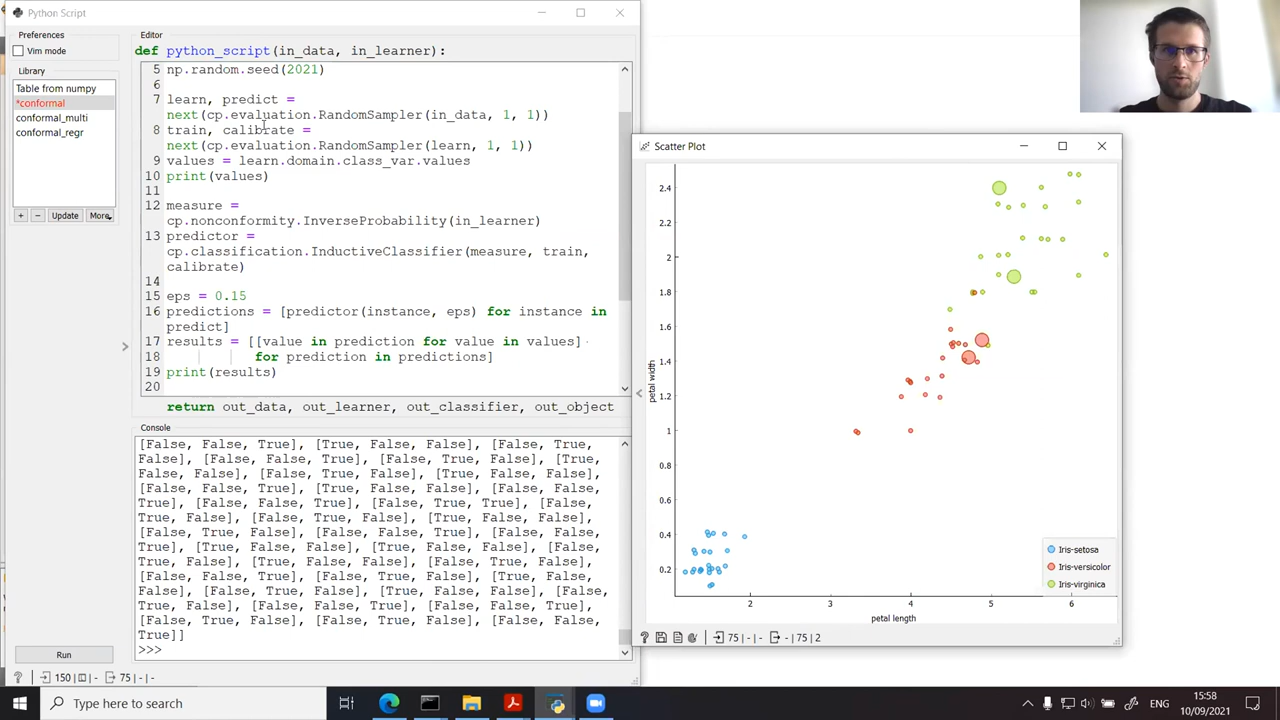 Python Script
Preferences
Vim mode
Library
Table from numpy
*conformal
conformal_multi
conformal_regr
+
−
Update
More
Run
150 | - 75 | - | -
Editor
def python_script(in_data, in_learner):
5 np.random.seed(2021)
6
7 learn, predict =
next(cp.evaluation.RandomSampler(in_data, 1, 1))
8 train, calibrate =
next(cp.evaluation.RandomSampler(learn, 1, 1))
9 values = learn.domain.class_var.values
10 print(values)
11
12 measure =
cp.nonconformity.InverseProbability(in_learner)
13 predictor =
cp.classification.InductiveClassifier(measure, train,
calibrate)
14
15 eps = 0.15
16 predictions = [predictor(instance, eps) for instance in
predict]
17 results = [[value in prediction for value in values]
18 for prediction in predictions]
19 print(results)
20
return out_data, out_learner, out_classifier, out_object
Console
[False, False, True], [True, False, False], [False, True,
False], [False, False, True], [False, True, False], [True,
False, False], [False, True, False], [True, False, False],
[False, False, True], [True, False, False], [False, False,
True], [False, False, True], [False, True, True], [False,
True, False], [False, True, False], [True, False, False],
[False, True, False], [True, False, False], [False, False,
True], [True, False, False], [False, True, False], [False,
True, False], [True, False, False], [False, False, True],
[False, False, True], [False, True, False], [True, False,
False], [False, False, True], [True, False, False], [False,
True, False], [False, False, True], [False, True, False],
[False, True, False], [False, True, False], [False, False,
True]]
>>>
Scatter Plot
2.4
2.2
2
1.8
1.6
1.4
1.2
1
0.8
0.6
0.4
0.2
petal width
2 3 4 5 6
petal length
Iris-setosa
Iris-versicolor
Iris-virginica
75 | - | - - | 75 | 2
Type here to search
ENG
15:58
10/09/2021